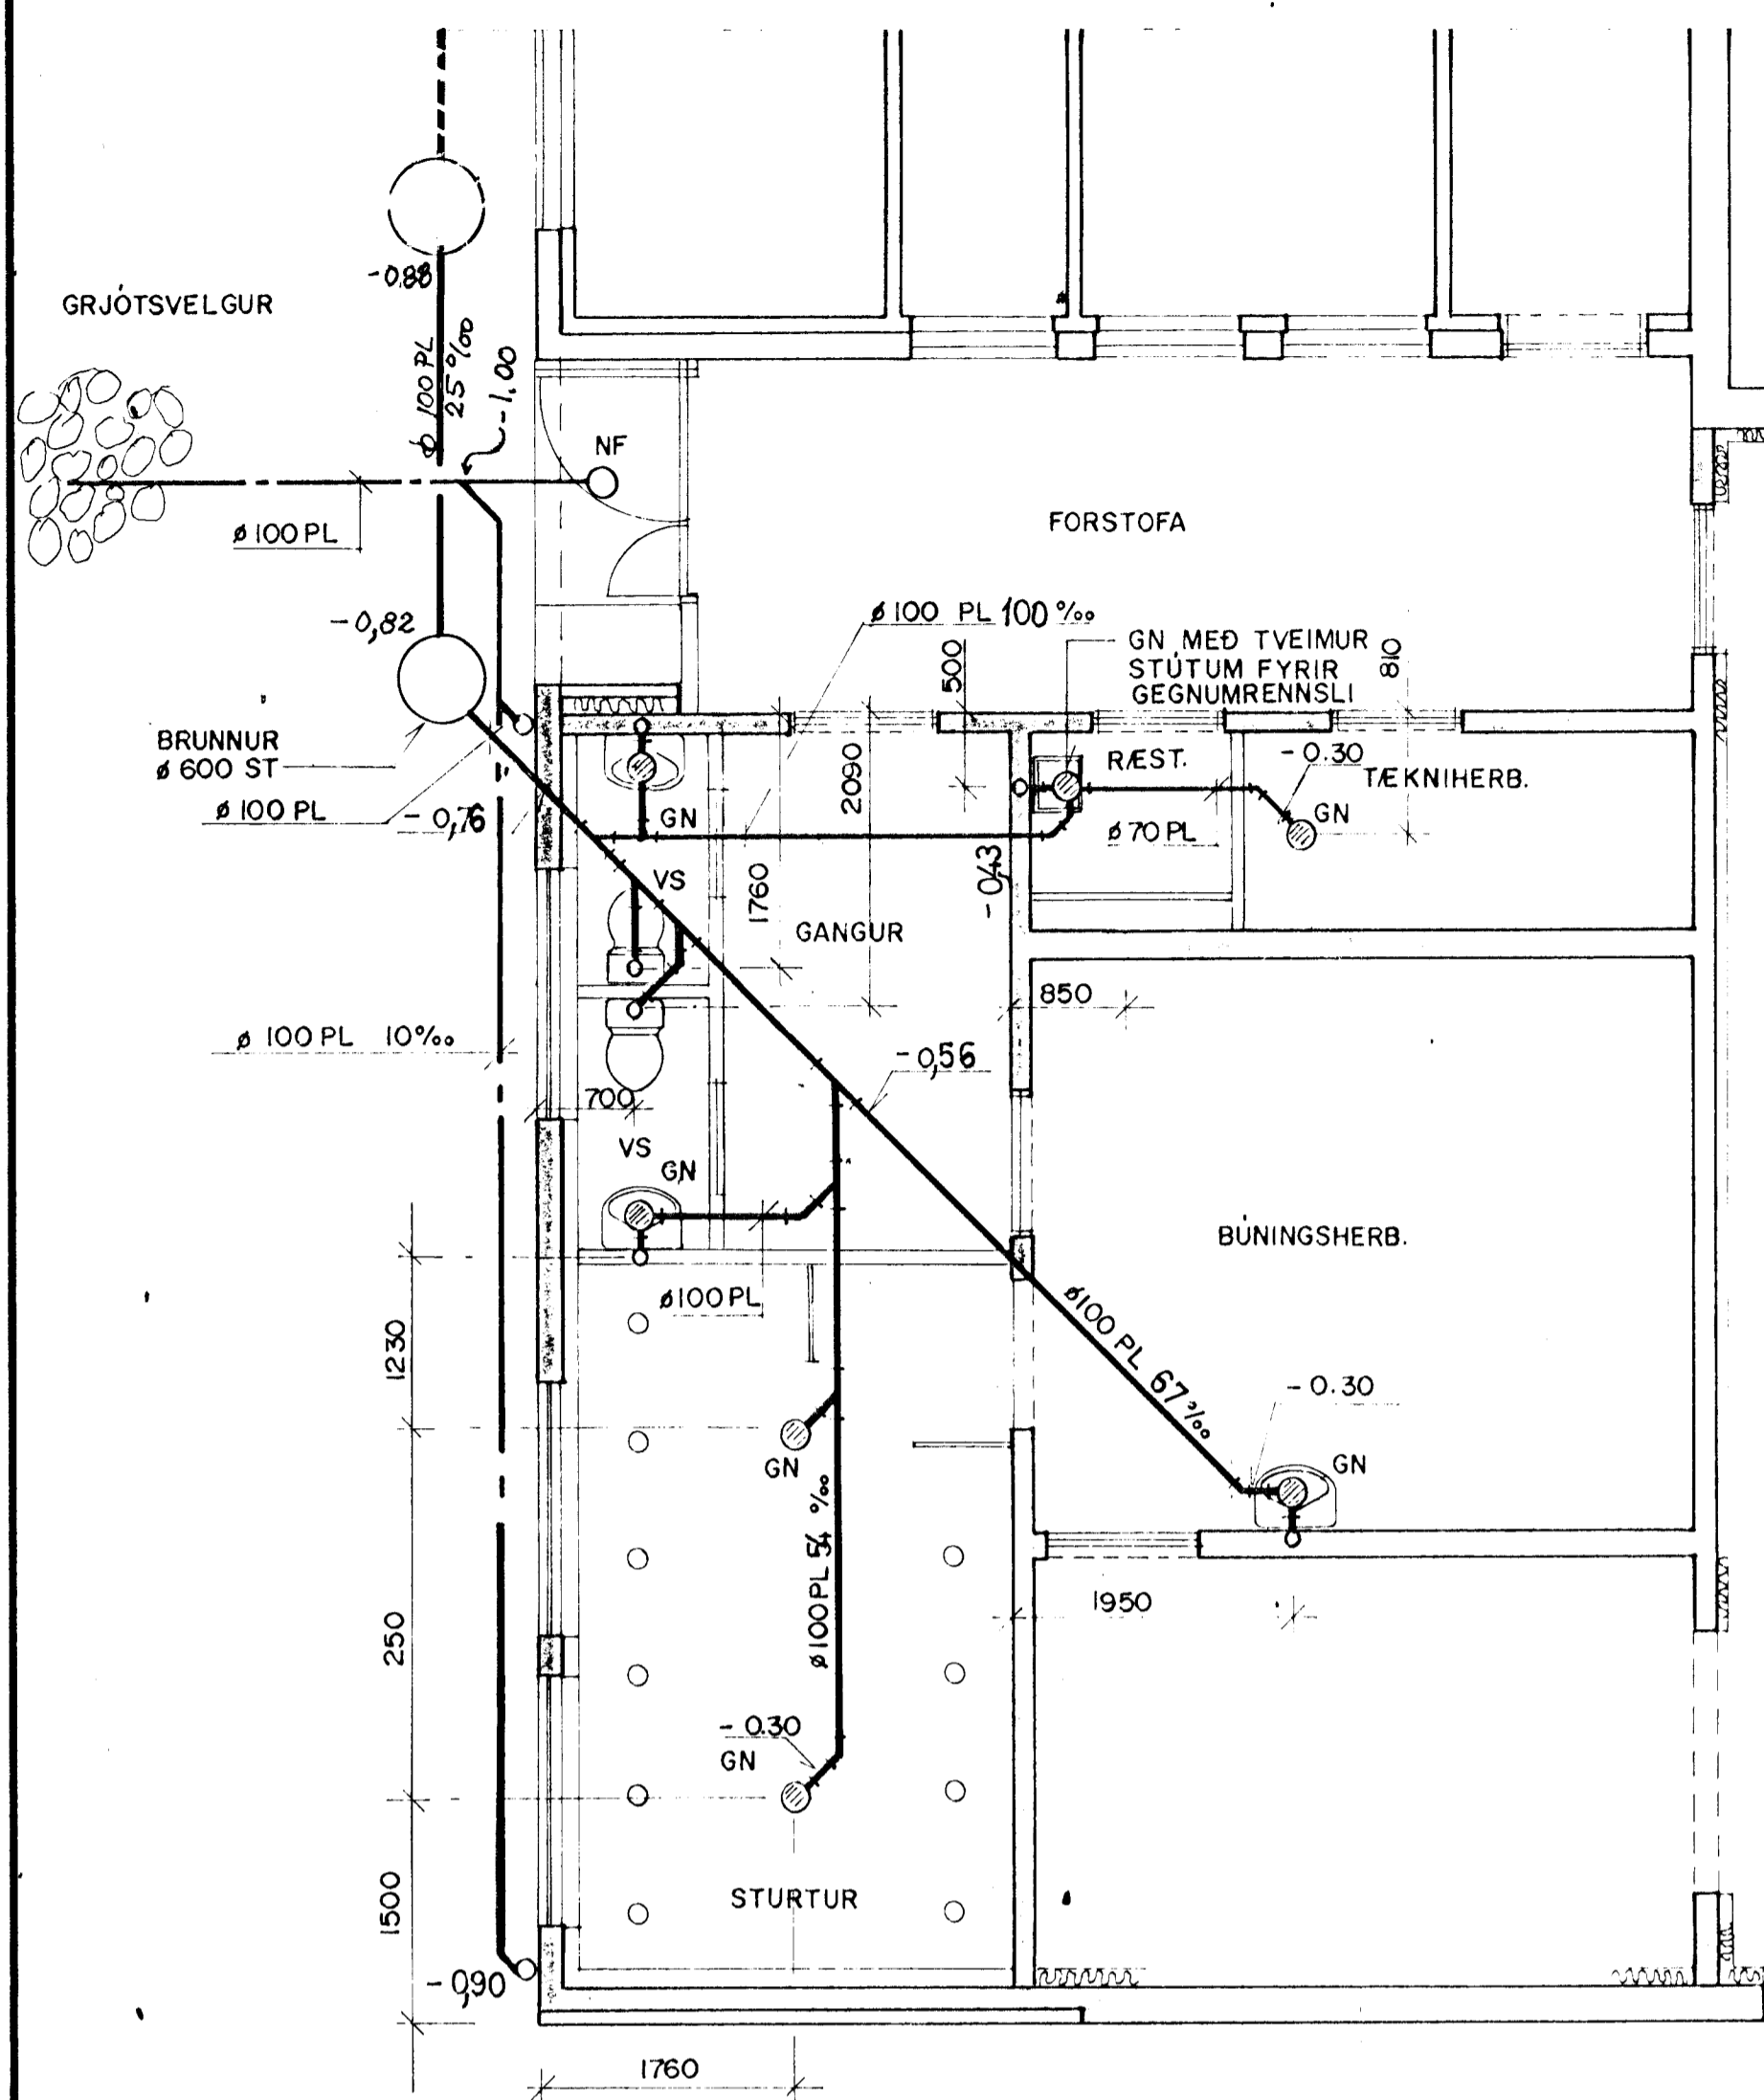 -0.88
GRJÓTSVELGUR
ø 100 PL
25 %00
-1.00
NF
ø 100 PL
FORSTOFA
-0,82
ø 100 PL 100 %o
GN MEÐ TVEIMUR
STÚTUM FYRIR
GEGNUMRENNSLI
500
810
BRUNNUR
ø 600 ST
ø 100 PL
-0,76
GN
2090
RÆST.
-0.30
TÆKNIHERB.
GN
ø 70 PL
-0,43
VS
1760
GANGUR
850
ø 100 PL 10%o
-0,56
700
VS
GN
BÚNINGSHERB.
ø100 PL
ø100 PL 67 %o
1230
-0.30
GN
GN
ø100 PL 54 %o
1950
250
-0.30
GN
STURTUR
1500
-0,90
1760